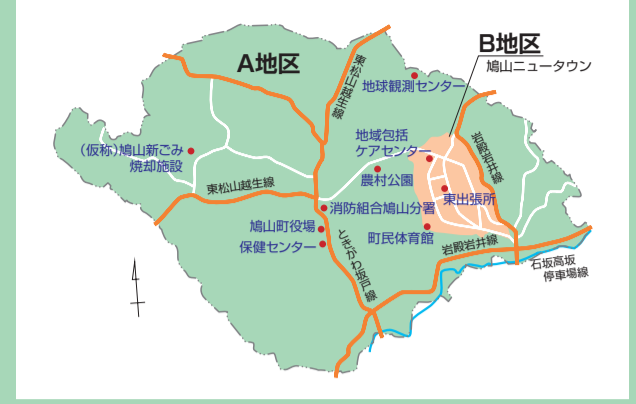 A地区
B地区
鳩山ニュータウン
東松山越生線
地球観測センター
地域包括
ケアセンター
岩殿岩井線
（仮称）鳩山新ごみ
焼却施設
農村公園
東松山越生線
東出張所
消防組合鳩山分署
鳩山町役場
町民体育館
保健センター
ときがわ坂戸線
岩殿岩井線
石坂高坂
停車場線